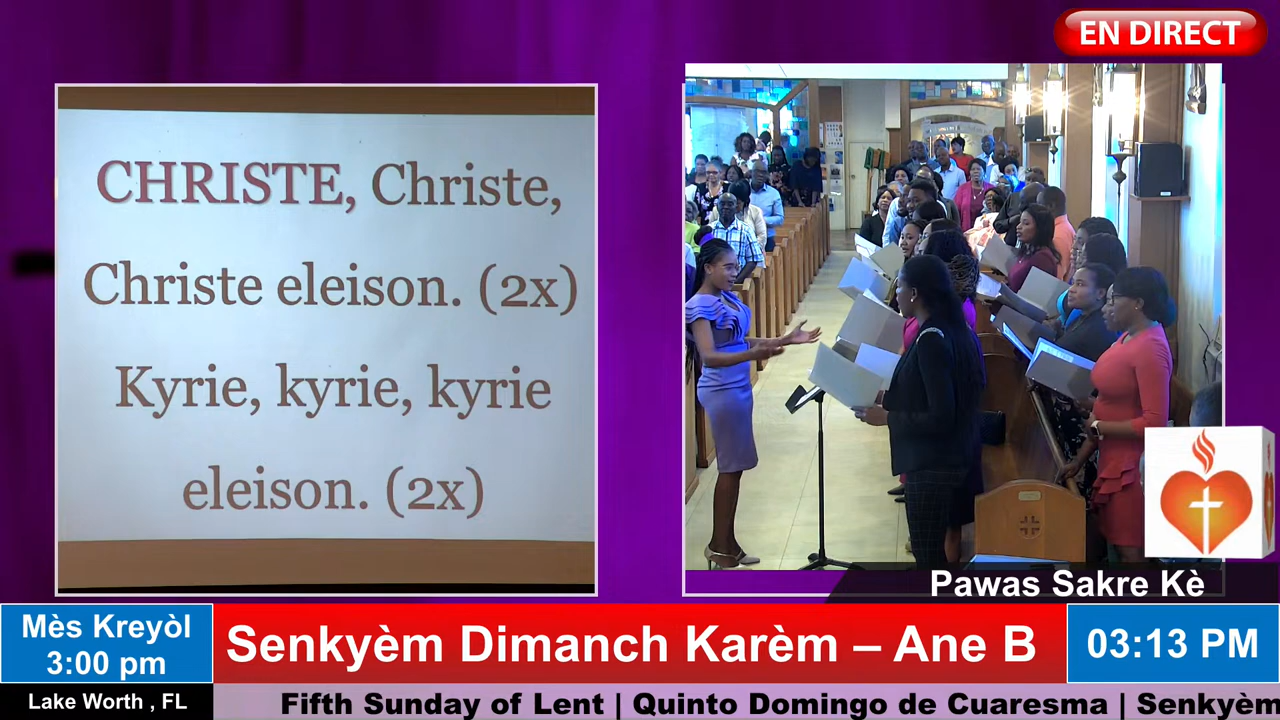 EN DIRECT
CHRISTE, Christe,
Christe eleison. (2x)
Kyrie, kyrie, kyrie
eleison. (2x)
Pawas Sakre Kè
Mès Kreyòl
3:00 pm
Senkyèm Dimanch Karèm – Ane B
03:13 PM
Lake Worth , FL
Fifth Sunday of Lent | Quinto Domingo de Cuaresma | Senkyèm